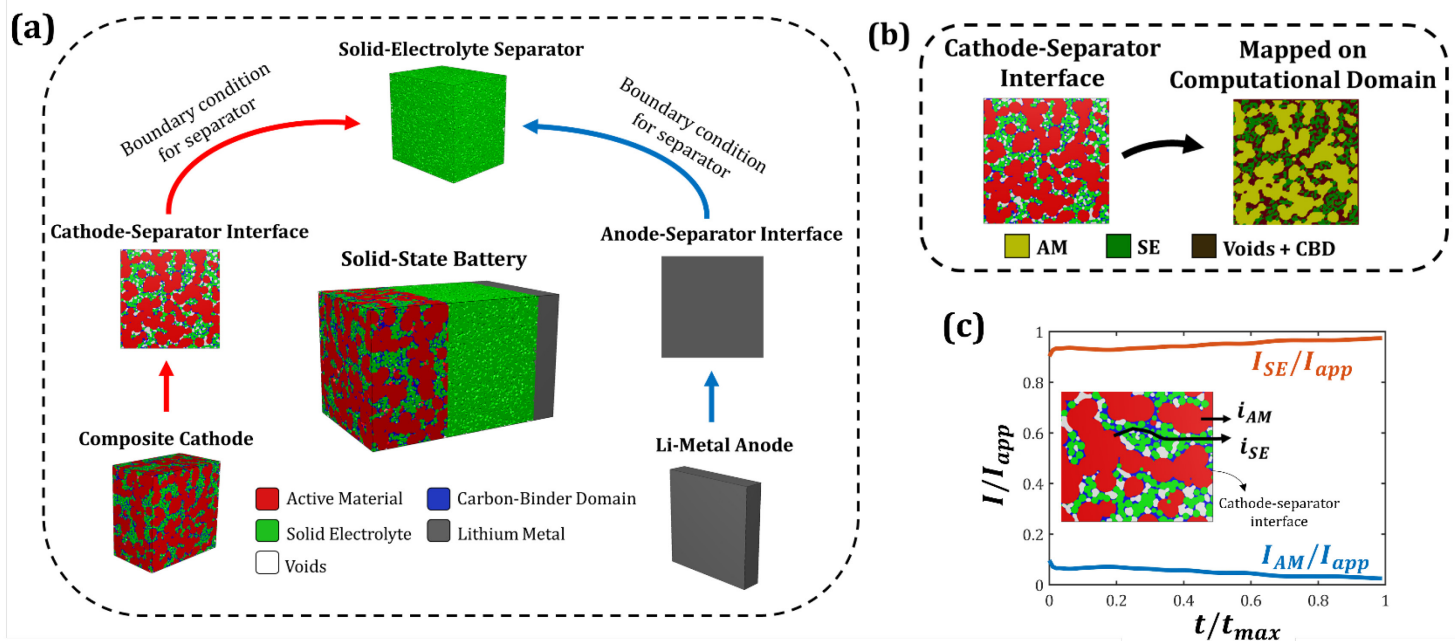 (a)
Solid-Electrolyte Separator
Boundary condition
for separator
Boundary condition
for separator
Cathode-Separator Interface
Anode-Separator Interface
Solid-State Battery
Composite Cathode
Li-Metal Anode
Active Material
Carbon-Binder Domain
Solid Electrolyte
Lithium Metal
Voids
(b)
Cathode-Separator
Interface
Mapped on
Computational Domain
AM
SE
Voids + CBD
(c)
1
0.8
0.6
0.4
0.2
0
I/I_app
I_SE/I_app
i_AM
i_SE
Cathode-separator
interface
I_AM/I_app
0
0.2
0.4
0.6
0.8
1
t/t_max